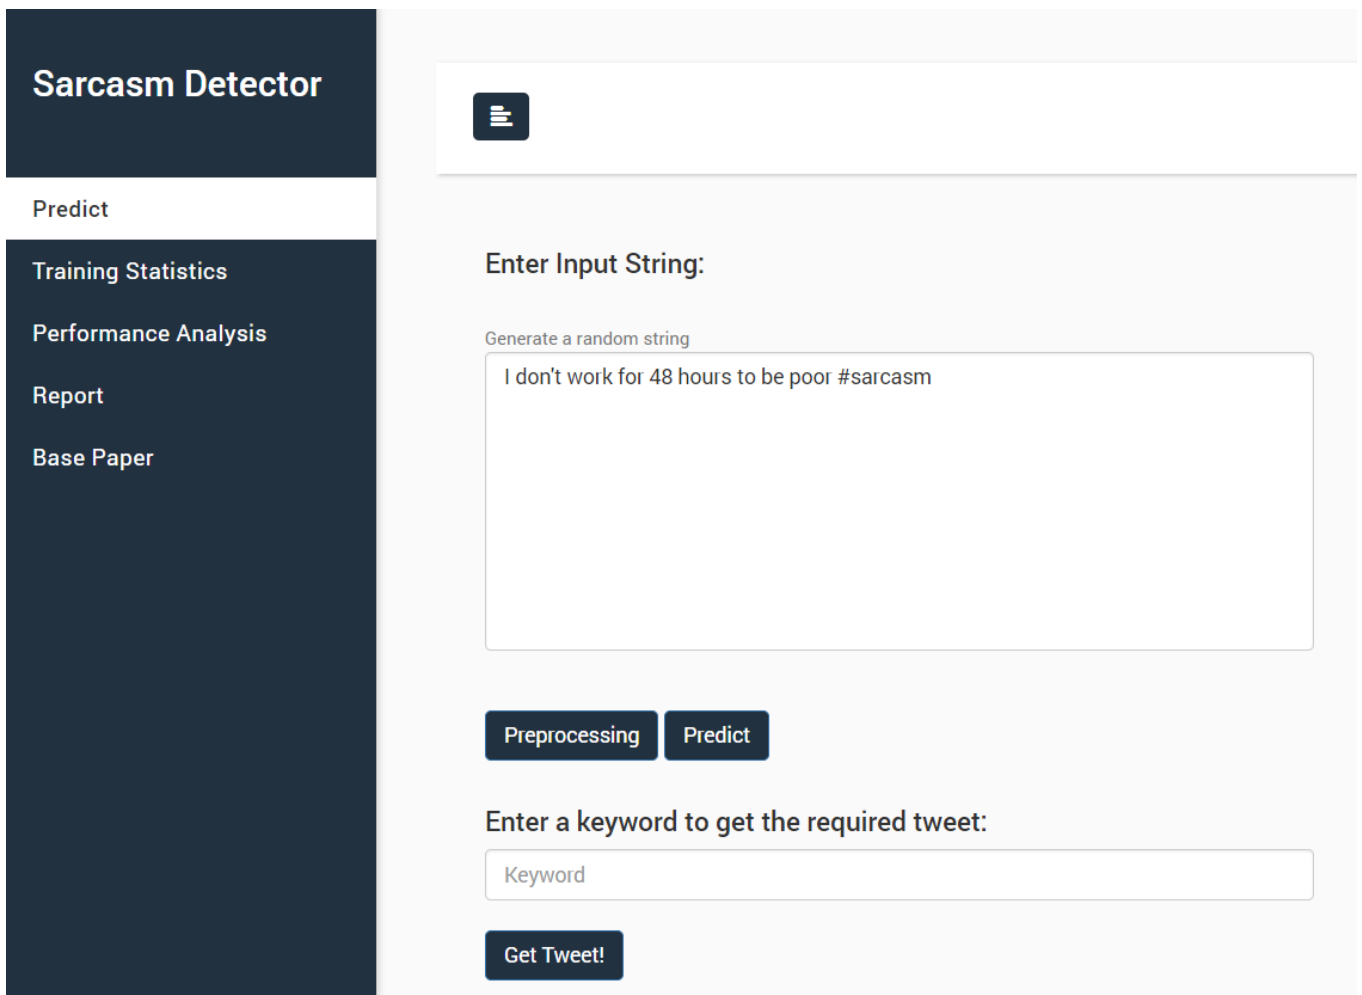 Sarcasm Detector
Predict
Training Statistics
Performance Analysis
Report
Base Paper
Enter Input String:
Generate a random string
I don't work for 48 hours to be poor #sarcasm
Preprocessing Predict
Enter a keyword to get the required tweet:
Keyword
Get Tweet!